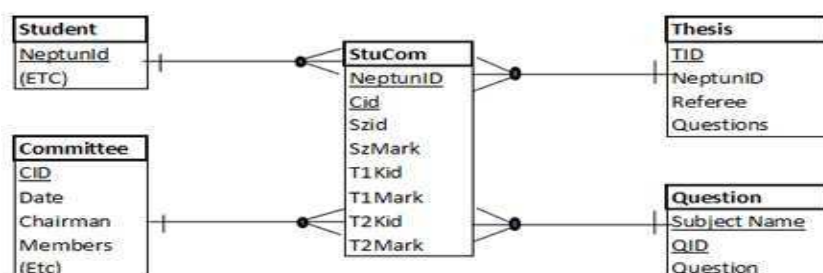 Student
NeptunId
(ETC)
Committee
CID
Date
Chairman
Members
(Etc)
StuCom
NeptunID
Cid
Szid
SzMark
T1Kid
T1Mark
T2Kid
T2Mark
Thesis
TID
NeptunID
Referee
Questions
Question
Subject Name
QID
Question